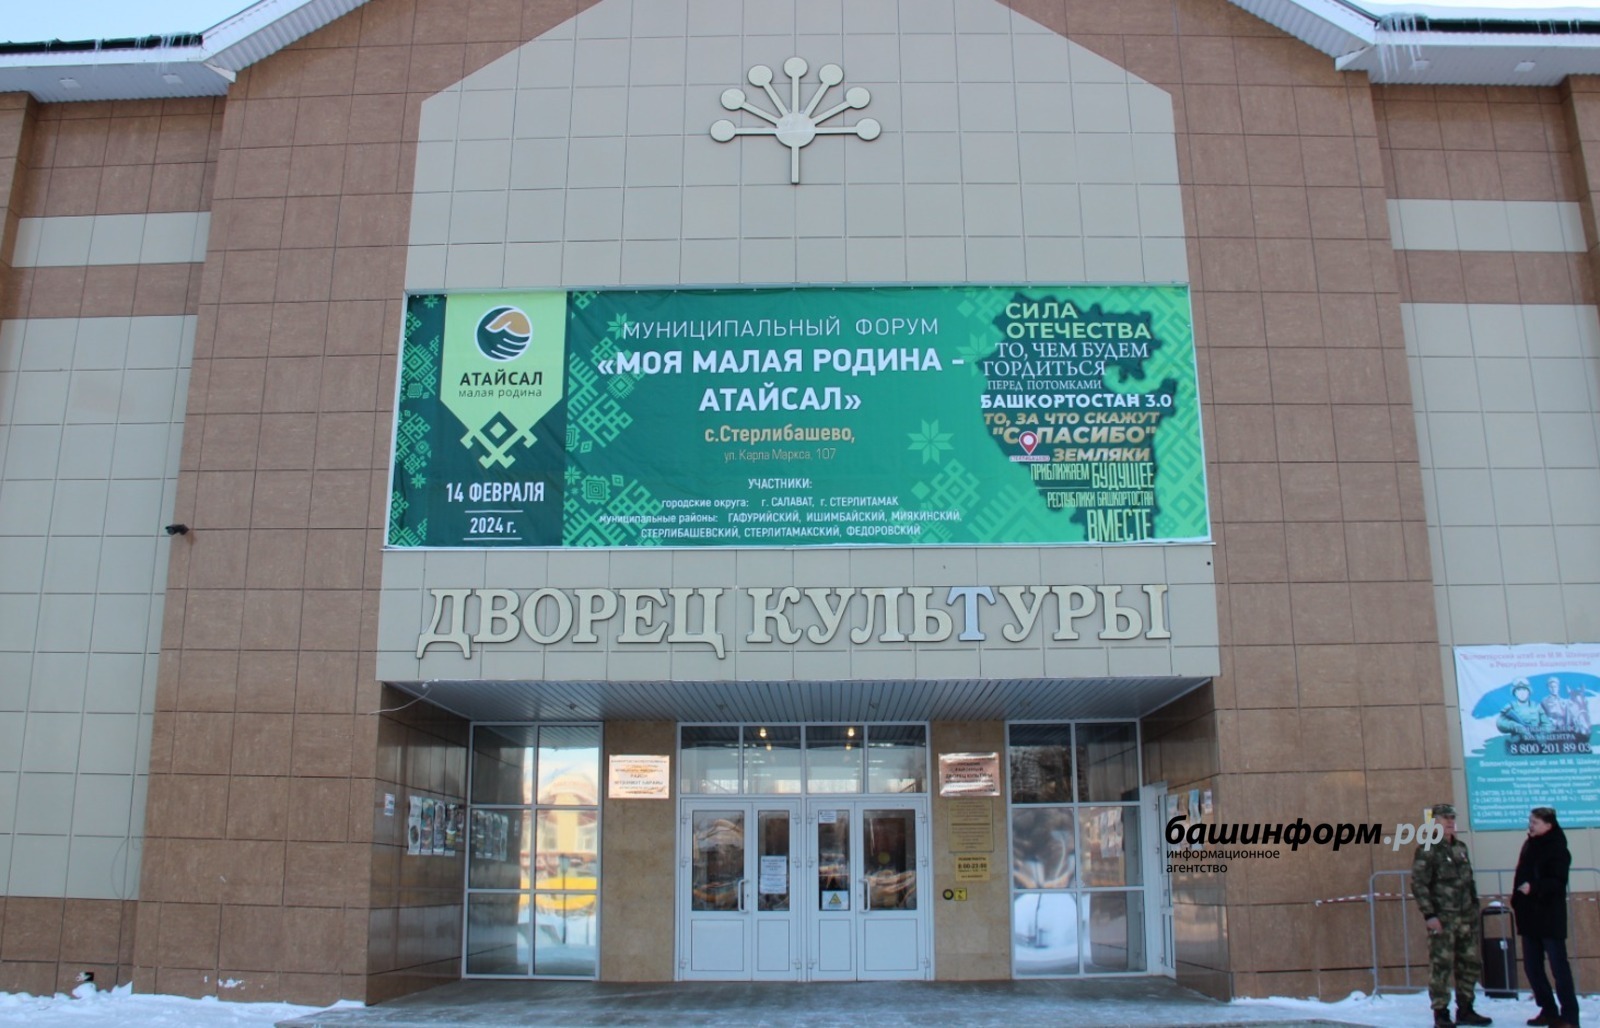 АТАЙСАЛ
малая родина
14 ФЕВРАЛЯ
2024 г.
МУНИЦИПАЛЬНЫЙ ФОРУМ
«МОЯ МАЛАЯ РОДИНА -
АТАЙСАЛ»
с.Стерлибашево,
ул. Карла Маркса, 107
УЧАСТНИКИ:
городские округа: г. САЛАВАТ, г. СТЕРЛИТАМАК
муниципальные районы: ГАФУРИЙСКИЙ, ИШИМБАЙСКИЙ, МИЯКИНСКИЙ,
СТЕРЛИБАШЕВСКИЙ, СТЕРЛИТАМАКСКИЙ, ФЕДОРОВСКИЙ
СИЛА
ОТЕЧЕСТВА
ТО, ЧЕМ БУДЕМ
ГОРДИТЬСЯ
ПЕРЕД ПОТОМКАМИ
БАШКОРТОСТАН 3.0
ТО, ЗА ЧТО СКАЖУТ
"СПАСИБО"
СТЕРЛИБАШЕВО
ЗЕМЛЯКИ
ПРИБЛИЖАЕМ БУДУЩЕЕ
РЕСПУБЛИКИ БАШКОРТОСТАН
ВМЕСТЕ
ДВОРЕЦ КУЛЬТУРЫ
ДВОРЕЦ КУЛЬТУРЫ
8 800 201 89 03
башинформ.рф
информационное
агентство